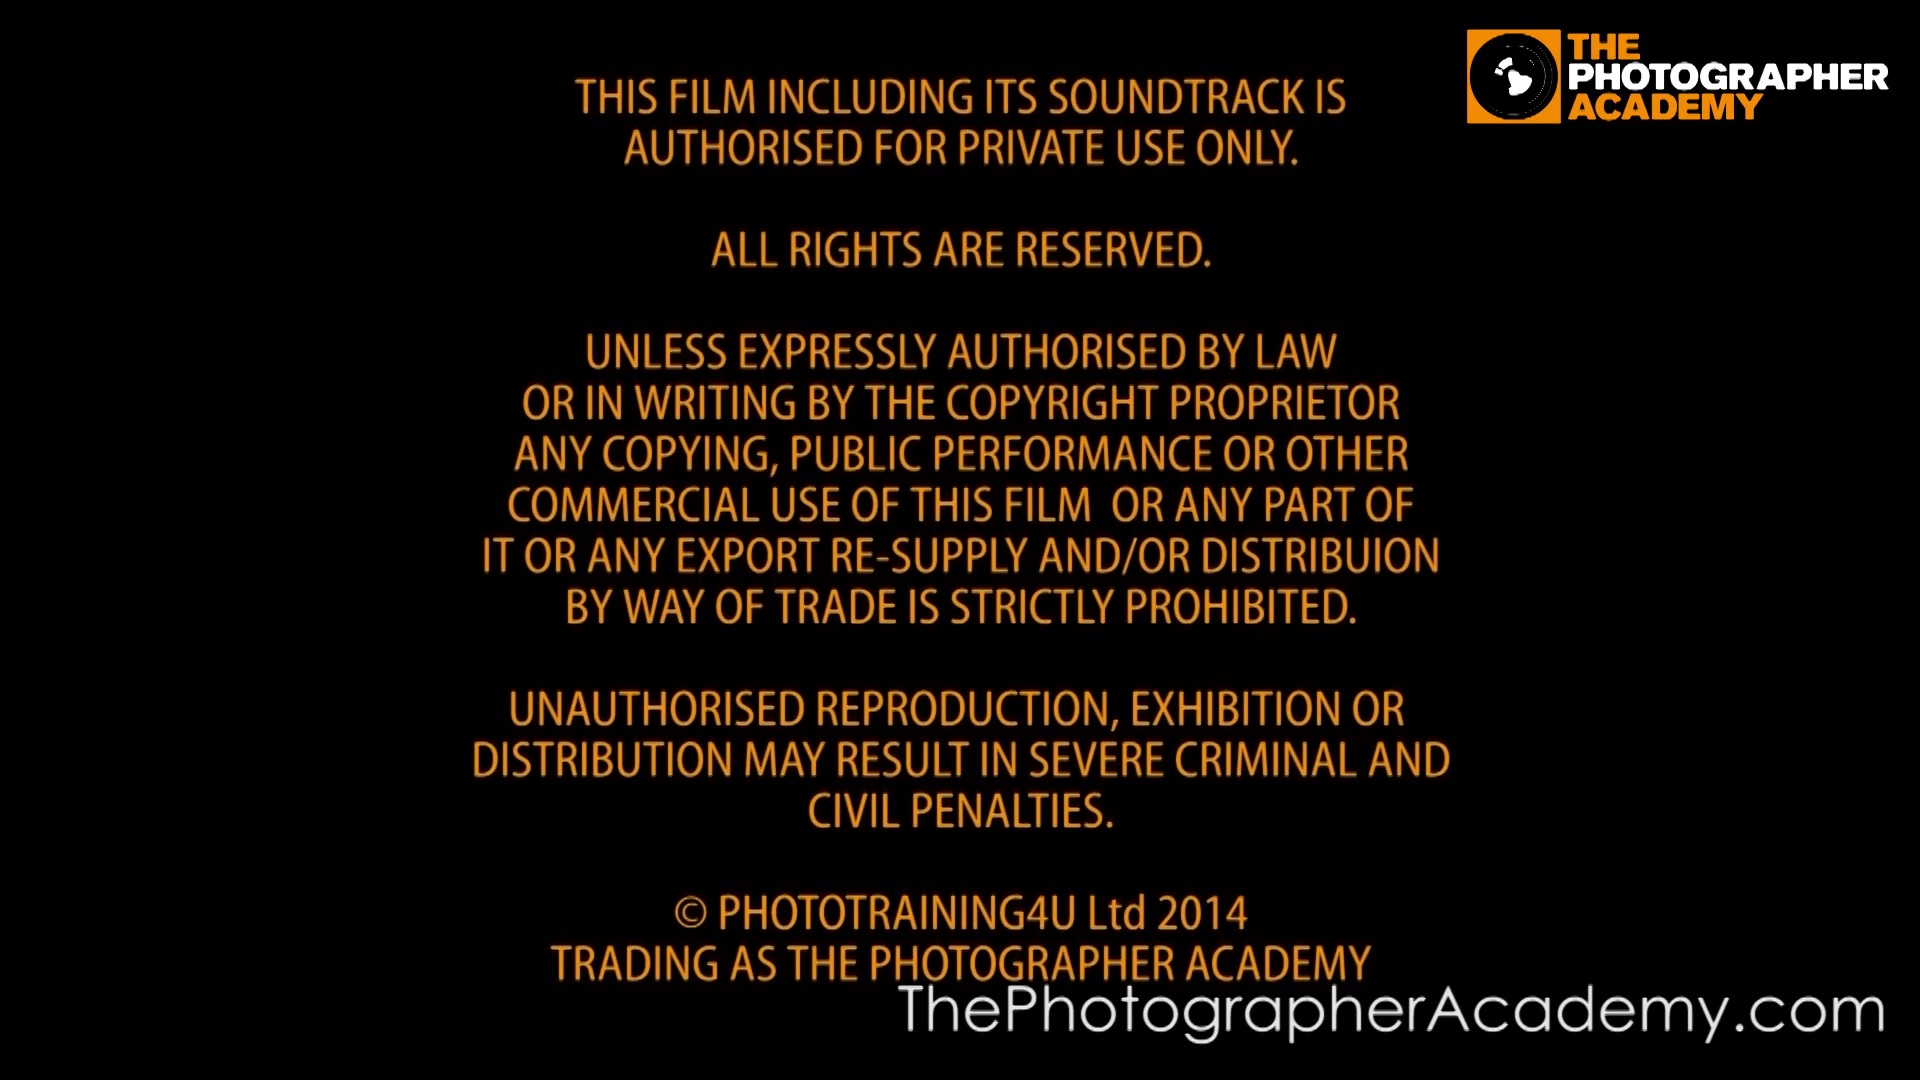 THE
PHOTOGRAPHER
ACADEMY
THIS FILM INCLUDING ITS SOUNDTRACK IS
AUTHORISED FOR PRIVATE USE ONLY.
ALL RIGHTS ARE RESERVED.
UNLESS EXPRESSLY AUTHORISED BY LAW
OR IN WRITING BY THE COPYRIGHT PROPRIETOR
ANY COPYING, PUBLIC PERFORMANCE OR OTHER
COMMERCIAL USE OF THIS FILM OR ANY PART OF
IT OR ANY EXPORT RE-SUPPLY AND/OR DISTRIBUION
BY WAY OF TRADE IS STRICTLY PROHIBITED.
UNAUTHORISED REPRODUCTION, EXHIBITION OR
DISTRIBUTION MAY RESULT IN SEVERE CRIMINAL AND
CIVIL PENALTIES.
© PHOTOTRAINING4U Ltd 2014
TRADING AS THE PHOTOGRAPHER ACADEMY
ThePhotographerAcademy.com